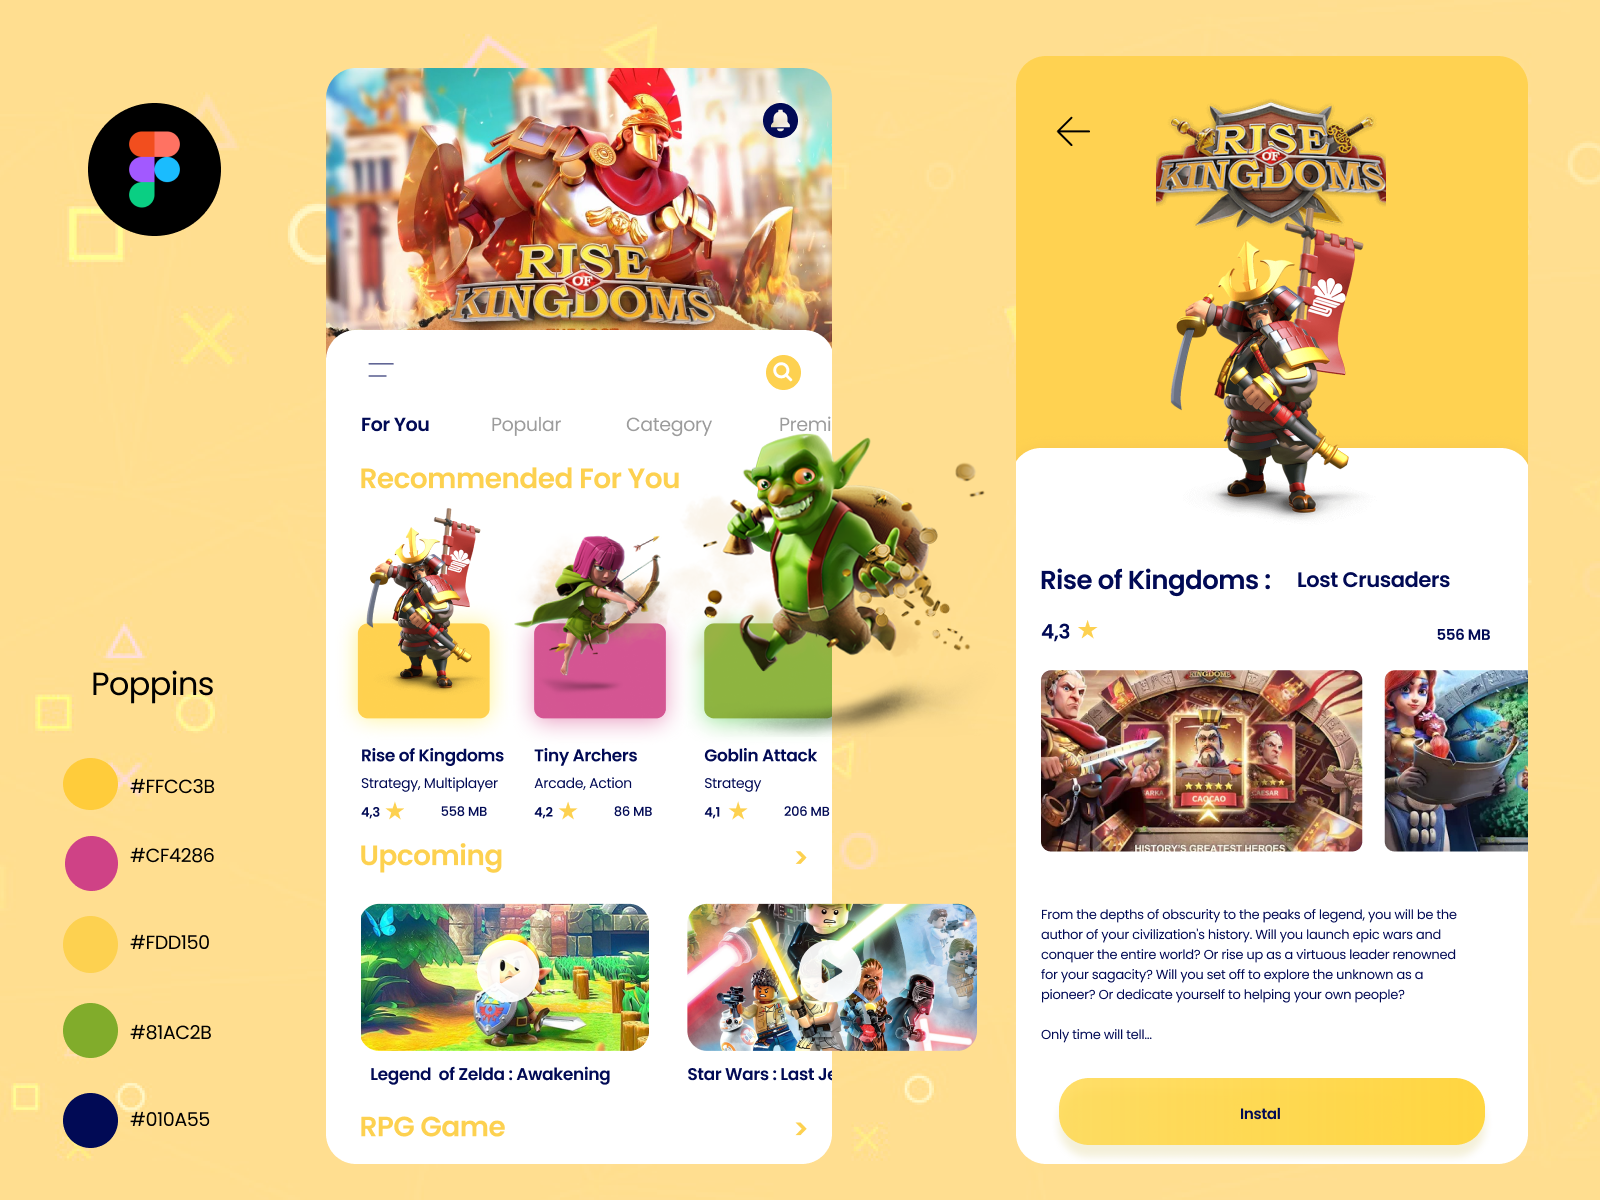 Poppins
#FFCC3B
#CF4286
#FDD150
#81AC2B
#010A55
RISE
OF
KINGDOMS
For You
Popular
Category
Premi
Recommended For You
Rise of Kingdoms
Strategy, Multiplayer
4,3
558 MB
Tiny Archers
Arcade, Action
4,2
86 MB
Goblin Attack
Strategy
4,1
206 MB
Upcoming
Legend of Zelda : Awakening
Star Wars : Last Je
RPG Game
RISE
OF
KINGDOMS
Rise of Kingdoms :
Lost Crusaders
4,3
556 MB
KINGDOMS
ARKA
CAOCAO
CAESAR
HISTORY'S GREATEST HEROES
From the depths of obscurity to the peaks of legend, you will be the
author of your civilization's history. Will you launch epic wars and
conquer the entire world? Or rise up as a virtuous leader renowned
for your sagacity? Will you set off to explore the unknown as a
pioneer? Or dedicate yourself to helping your own people?
Only time will tell...
Instal